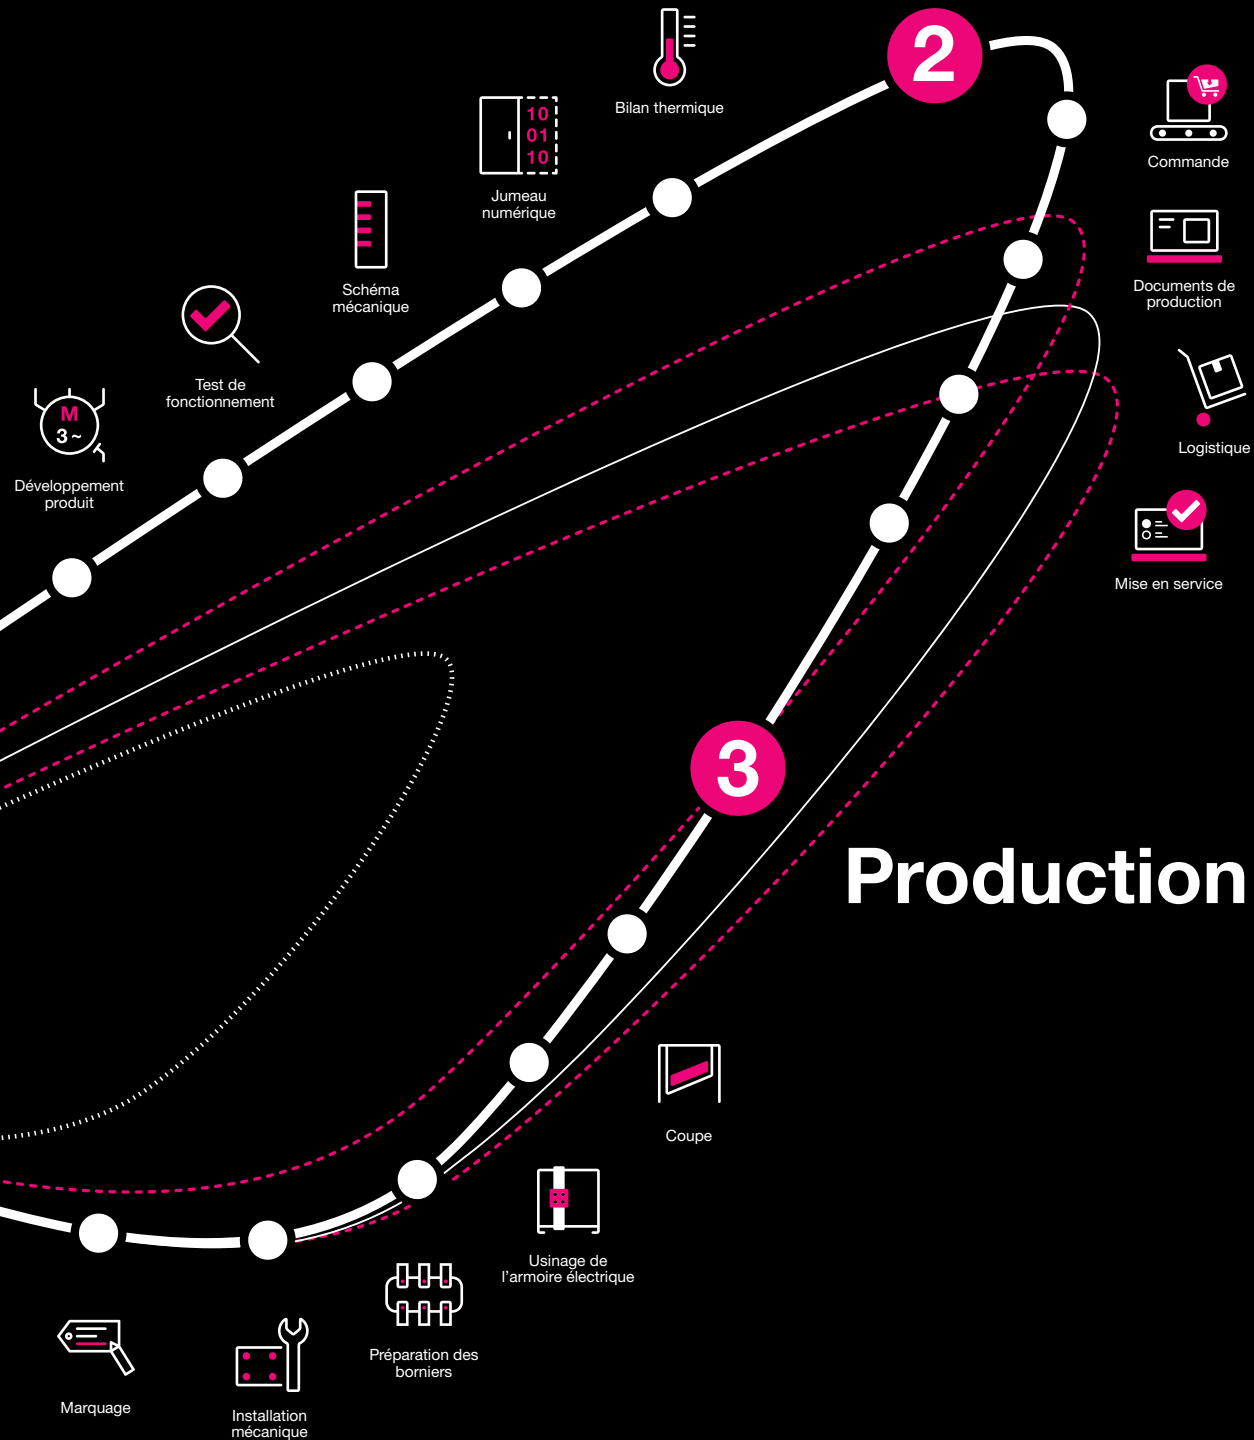 2
Bilan thermique
10
01
10
Jumeau
numérique
Commande
Schéma
mécanique
Documents de
production
Test de
fonctionnement
M
3~
Développement
produit
Logistique
Mise en service
3
Production
Coupe
Usinage de
l'armoire électrique
Préparation des
borniers
Marquage
Installation
mécanique